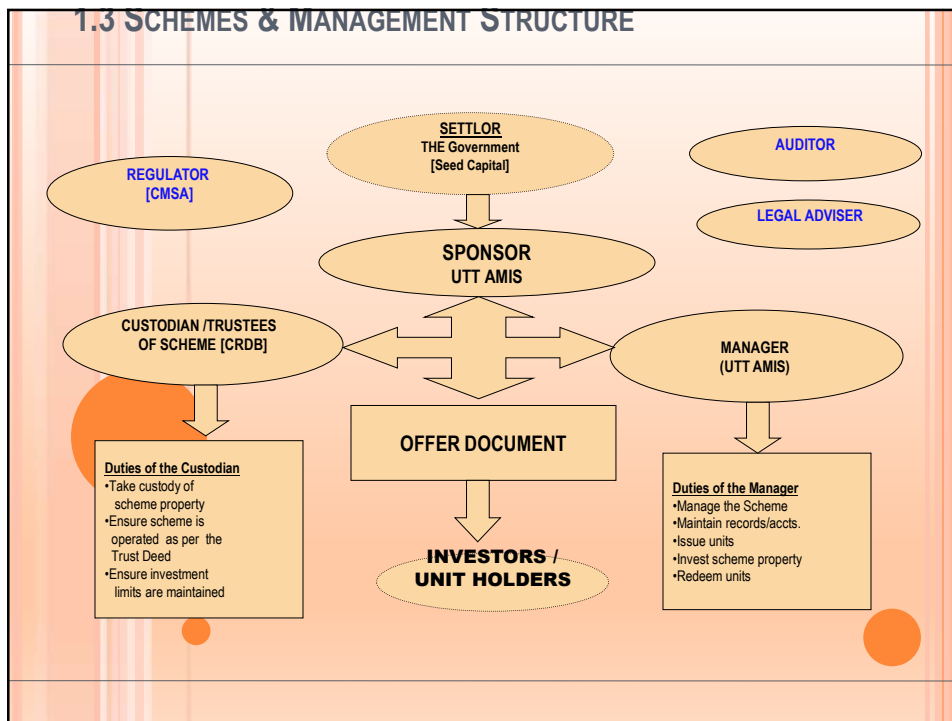 1.3 SCHEMES & MANAGEMENT STRUCTURE
SETTLOR
THE Government
[Seed Capital]
REGULATOR
[CMSA]
AUDITOR
LEGAL ADVISER
SPONSOR
UTT AMIS
CUSTODIAN /TRUSTEES
OF SCHEME [CRDB]
MANAGER
(UTT AMIS)
OFFER DOCUMENT
Duties of the Custodian
•Take custody of
scheme property
•Ensure scheme is
operated as per the
Trust Deed
•Ensure investment
limits are maintained
Duties of the Manager
•Manage the Scheme
•Maintain records/accts.
•Issue units
•Invest scheme property
•Redeem units
INVESTORS /
UNIT HOLDERS